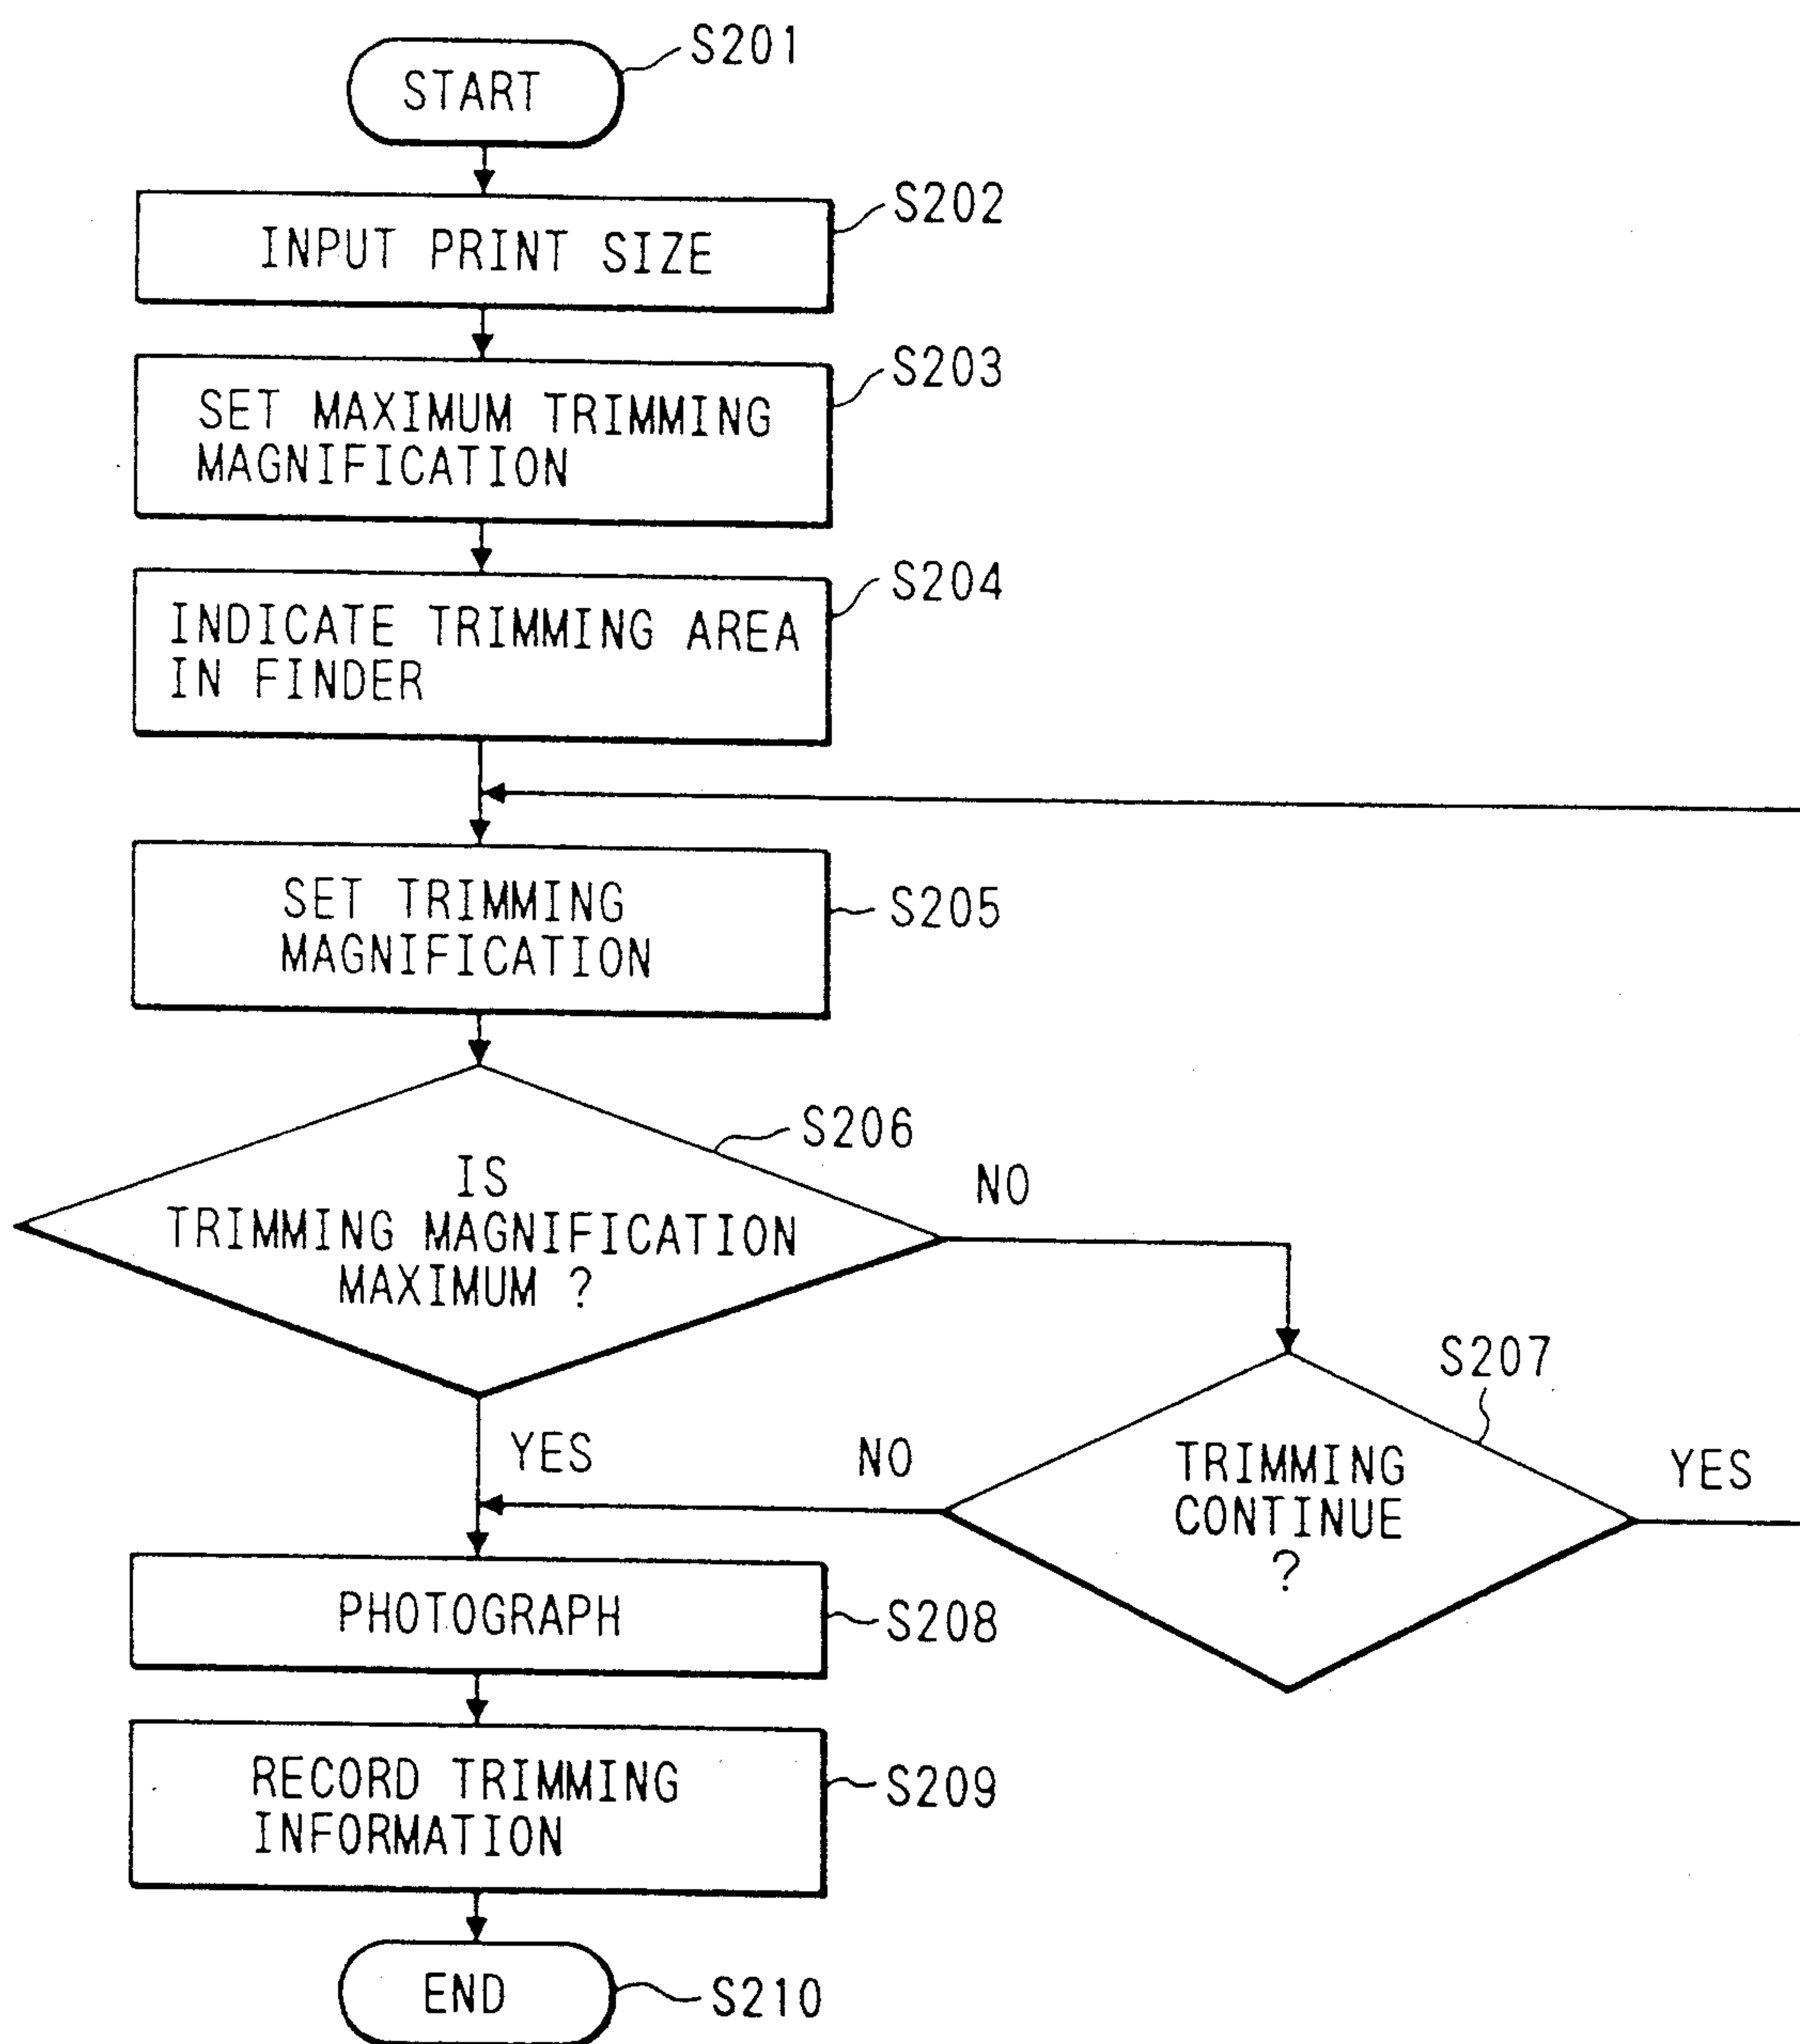 START
S201
INPUT PRINT SIZE
S202
SET MAXIMUM TRIMMING
MAGNIFICATION
S203
INDICATE TRIMMING AREA
IN FINDER
S204
SET TRIMMING
MAGNIFICATION
S205
IS
TRIMMING MAGNIFICATION
MAXIMUM ?
S206
NO
YES
TRIMMING
CONTINUE
?
S207
NO
YES
PHOTOGRAPH
S208
RECORD TRIMMING
INFORMATION
S209
END
S210